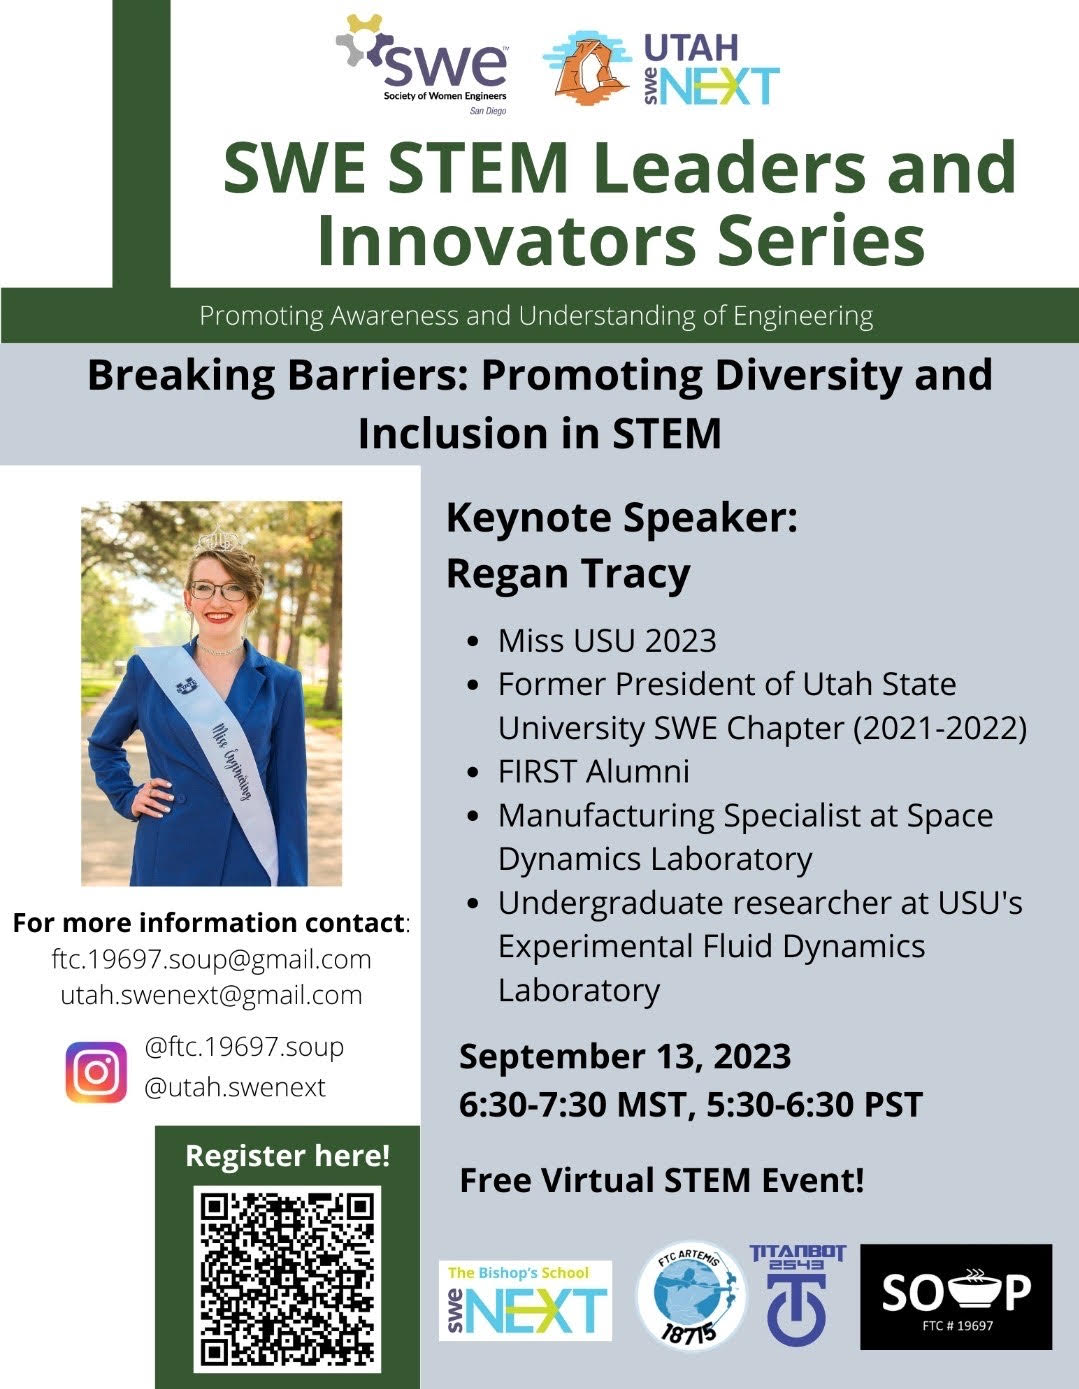 swe
Society of Women Engineers
San Diego
UTAH
swe NEXT
SWE STEM Leaders and
Innovators Series
Promoting Awareness and Understanding of Engineering
Breaking Barriers: Promoting Diversity and
Inclusion in STEM
Miss Engineering
For more information contact:
ftc.19697.soup@gmail.com
utah.swenext@gmail.com
@ftc.19697.soup
@utah.swenext
Register here!
Keynote Speaker:
Regan Tracy
• Miss USU 2023
• Former President of Utah State
University SWE Chapter (2021-2022)
• FIRST Alumni
• Manufacturing Specialist at Space
Dynamics Laboratory
• Undergraduate researcher at USU's
Experimental Fluid Dynamics
Laboratory
September 13, 2023
6:30-7:30 MST, 5:30-6:30 PST
Free Virtual STEM Event!
The Bishop's School
swe NEXT
FTC ARTEMIS
18715
TITANBOT
2543
SOUP
FTC # 19697